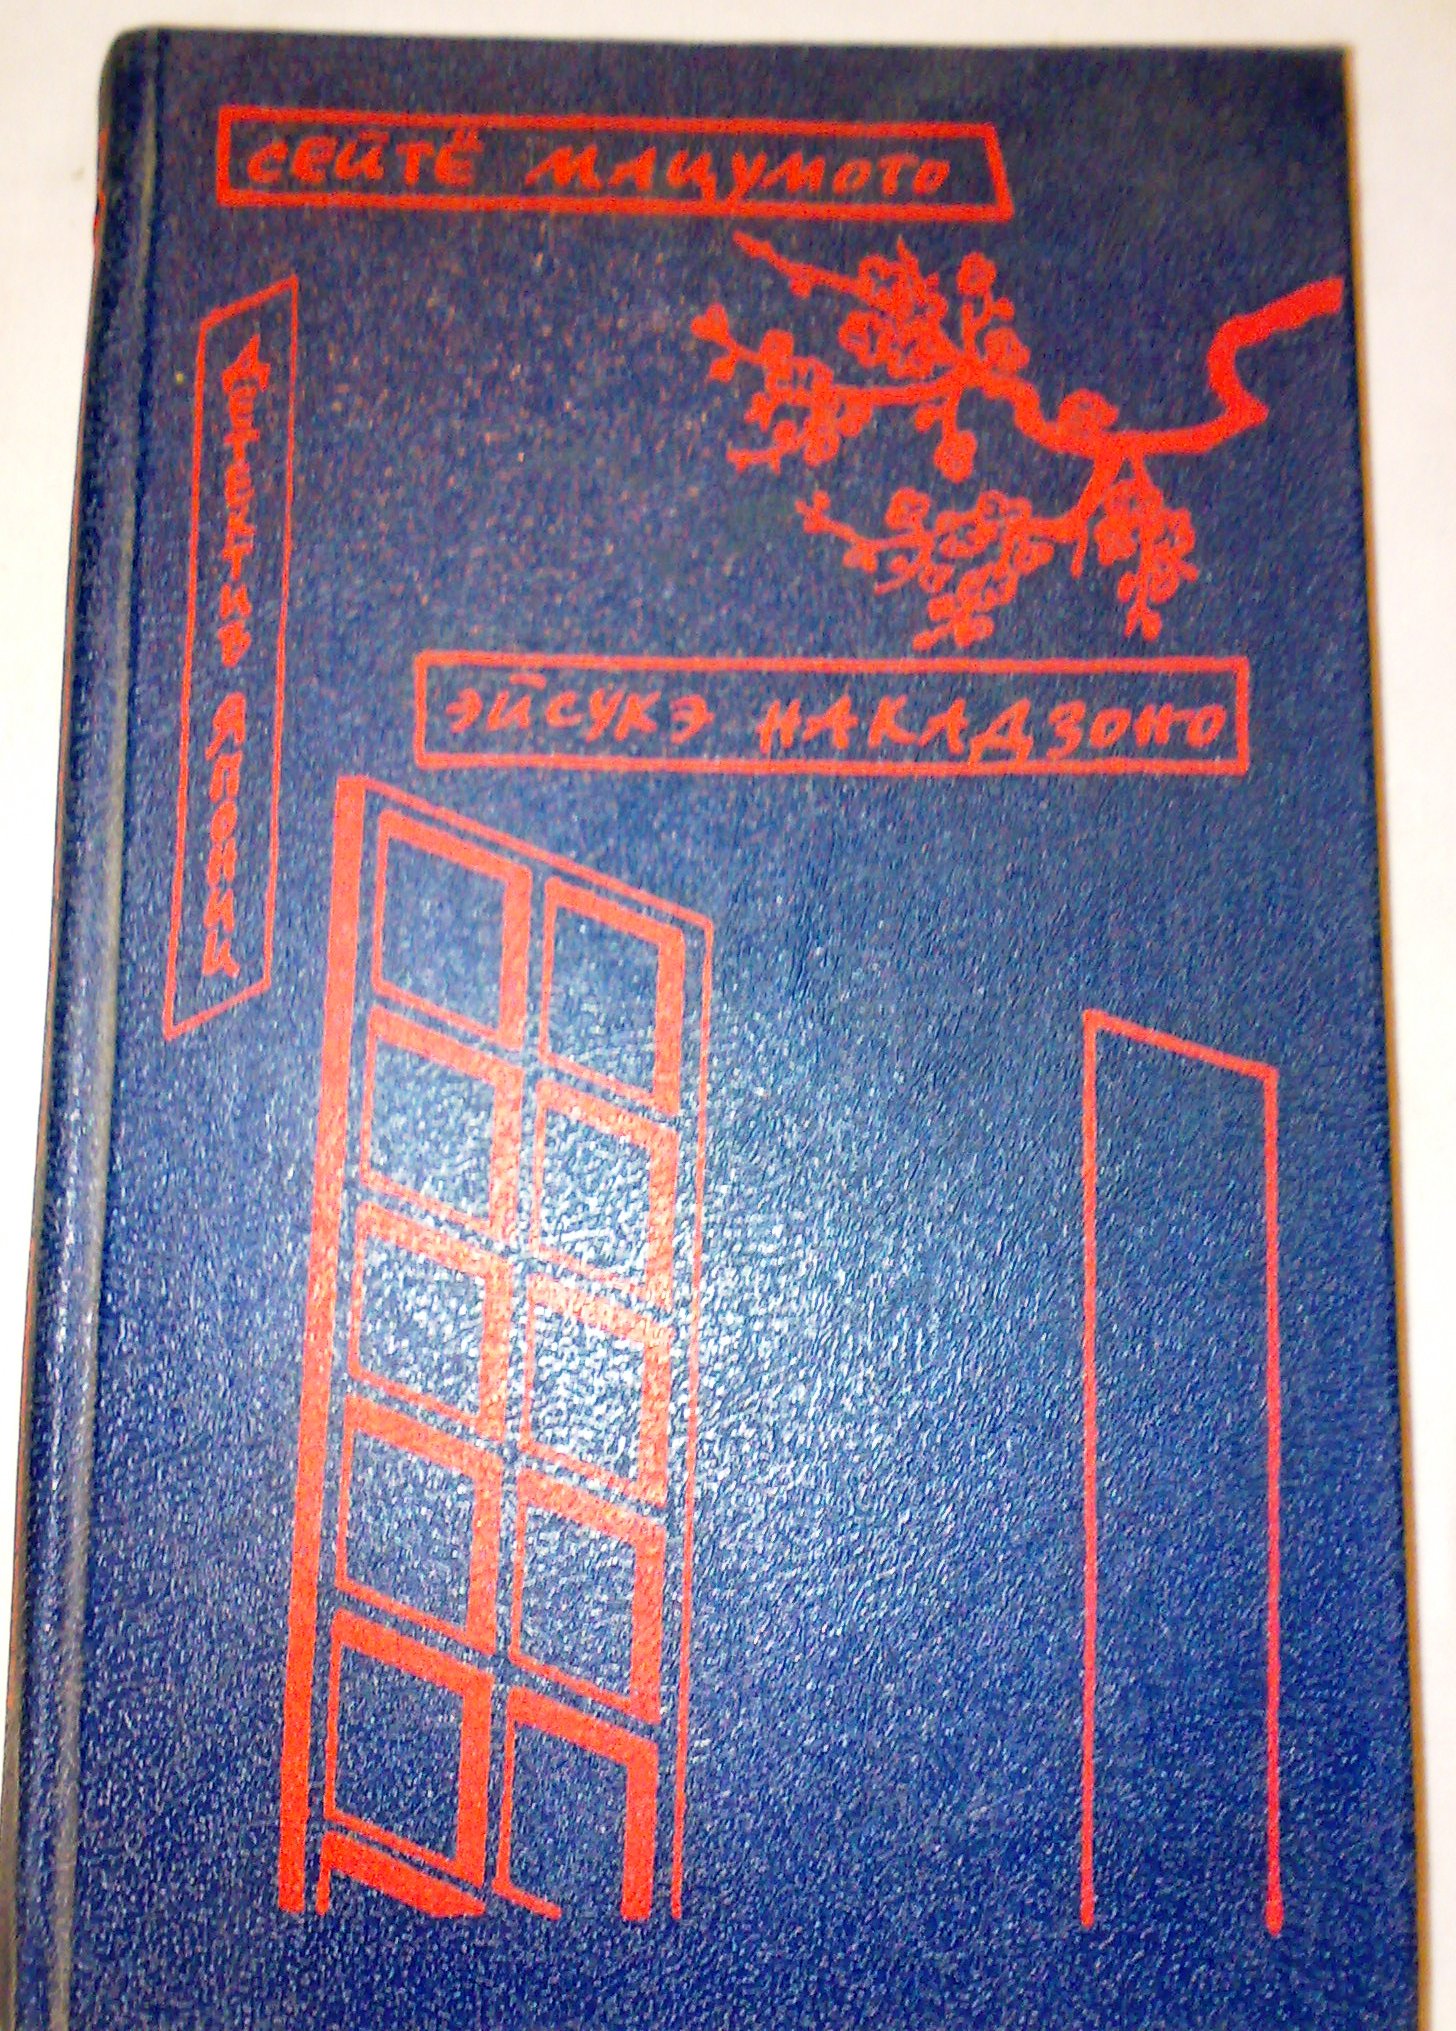 Сейтё Мацумото
Детектив Японии
Эйсукэ Накадзоно